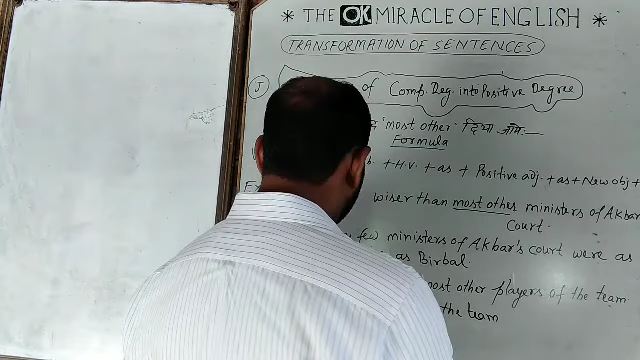 * THE OK MIRACLE OF ENGLISH *
TRANSFORMATION OF SENTENCES
J of Comp. Deg. into Positive Degree
"most other" दिया जाये —
Formula
+ H.V. + as + Positive adj. + as + New obj +
wiser than most other ministers of Akbar
Court.
few ministers of Akbar's court were as
as Birbal.
most other players of the team
the team